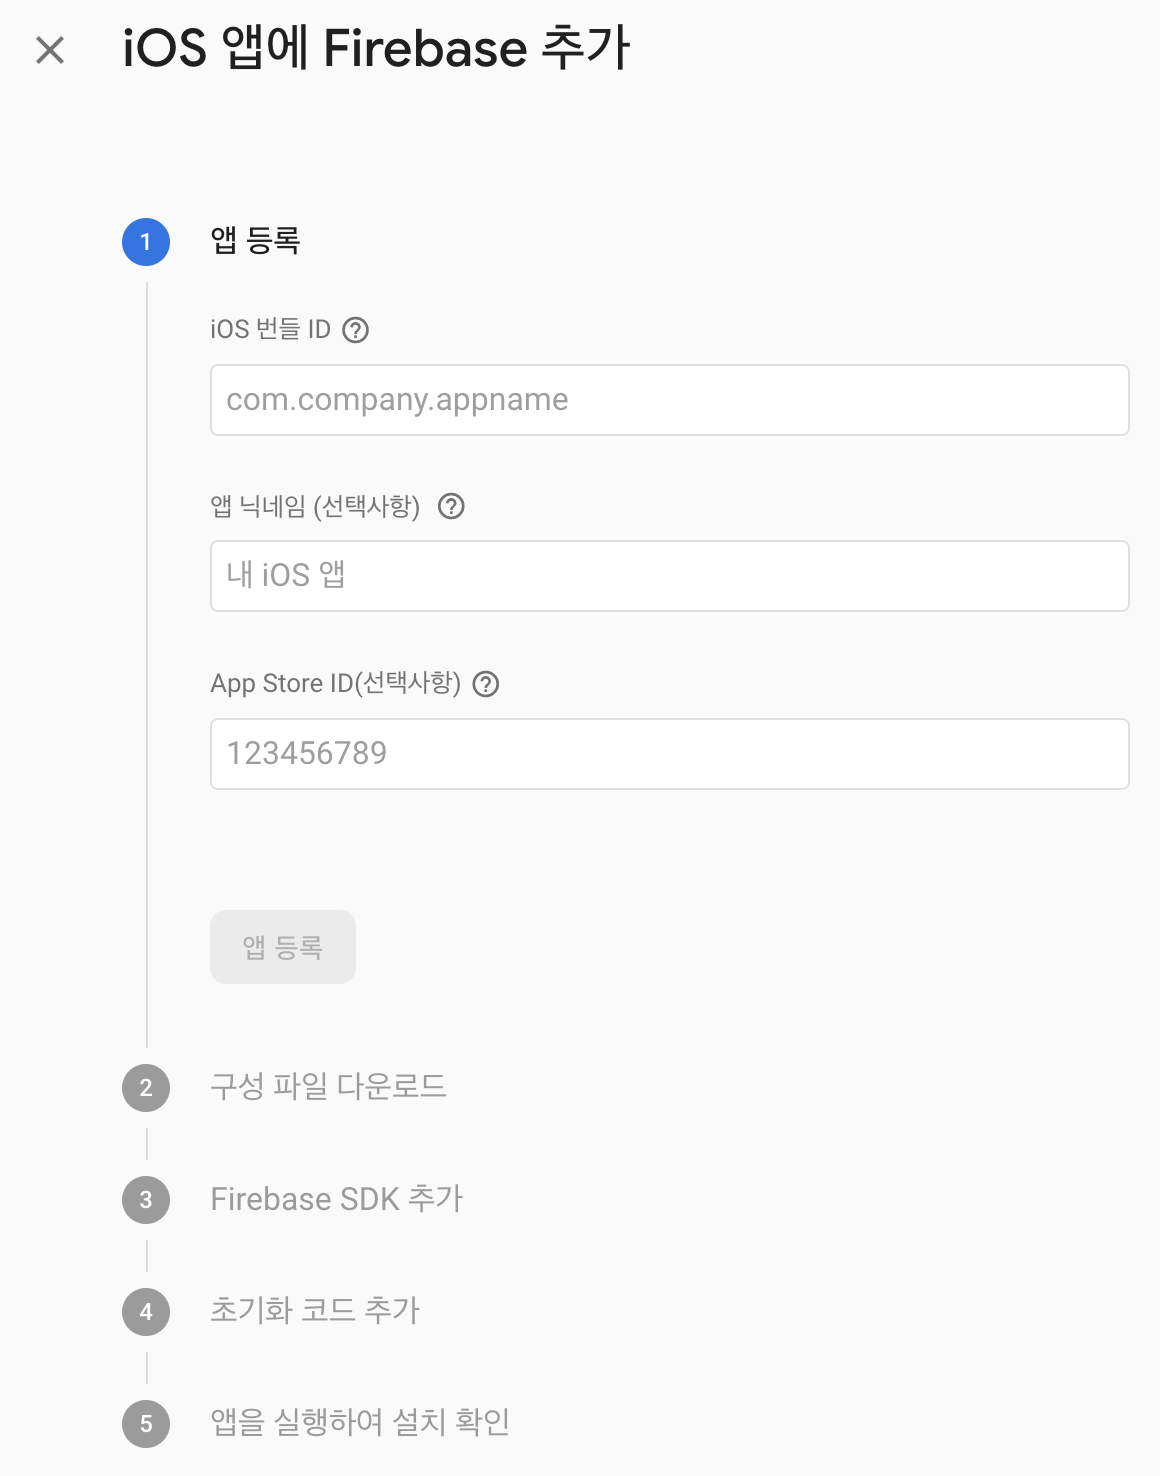 iOS 앱에 Firebase 추가
1 앱 등록
iOS 번들 ID ?
com.company.appname
앱 닉네임 (선택사항) ?
내 iOS 앱
App Store ID(선택사항) ?
123456789
앱 등록
2 구성 파일 다운로드
3 Firebase SDK 추가
4 초기화 코드 추가
5 앱을 실행하여 설치 확인